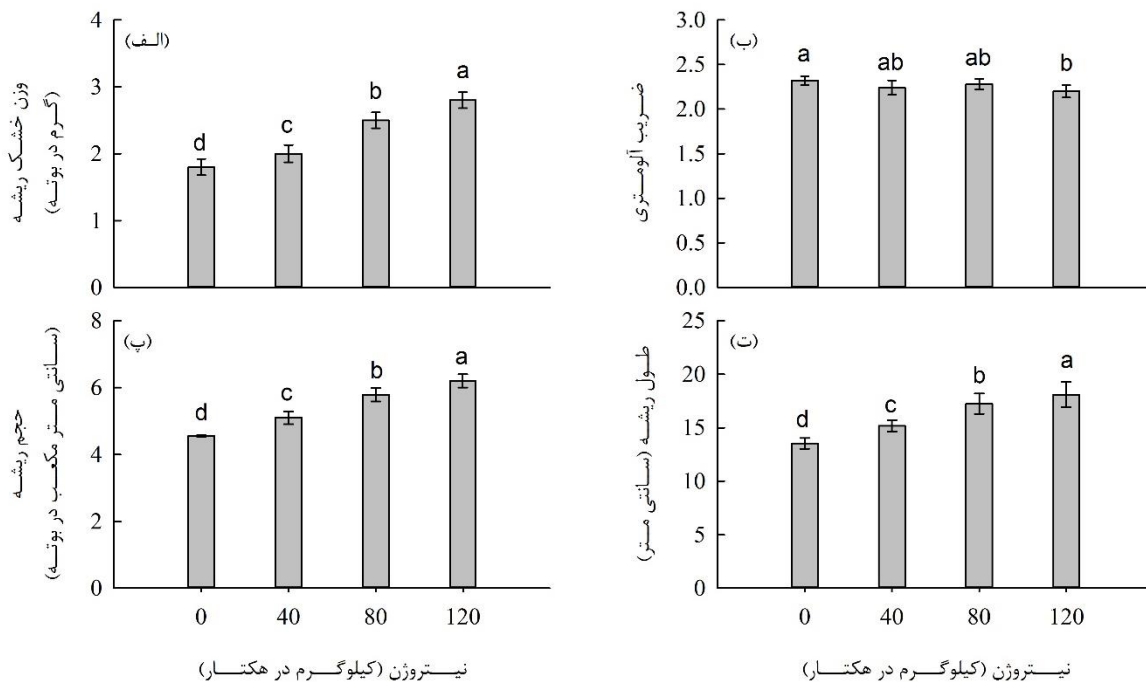 (الف)
وزن خشک ریشه
(گرم در بوته)
4
3
2
1
0
d
c
b
a
(ب)
ضریب آلومتری
3.0
2.5
2.0
1.5
1.0
0.5
0.0
a
ab
ab
b
(پ)
حجم ریشه
(سانتی متر مکعب در بوته)
8
6
4
2
0
d
c
b
a
0 40 80 120
نیتروژن (کیلوگرم در هکتار)
(ت)
طول ریشه (سانتی متر)
25
20
15
10
5
0
d
c
b
a
0 40 80 120
نیتروژن (کیلوگرم در هکتار)